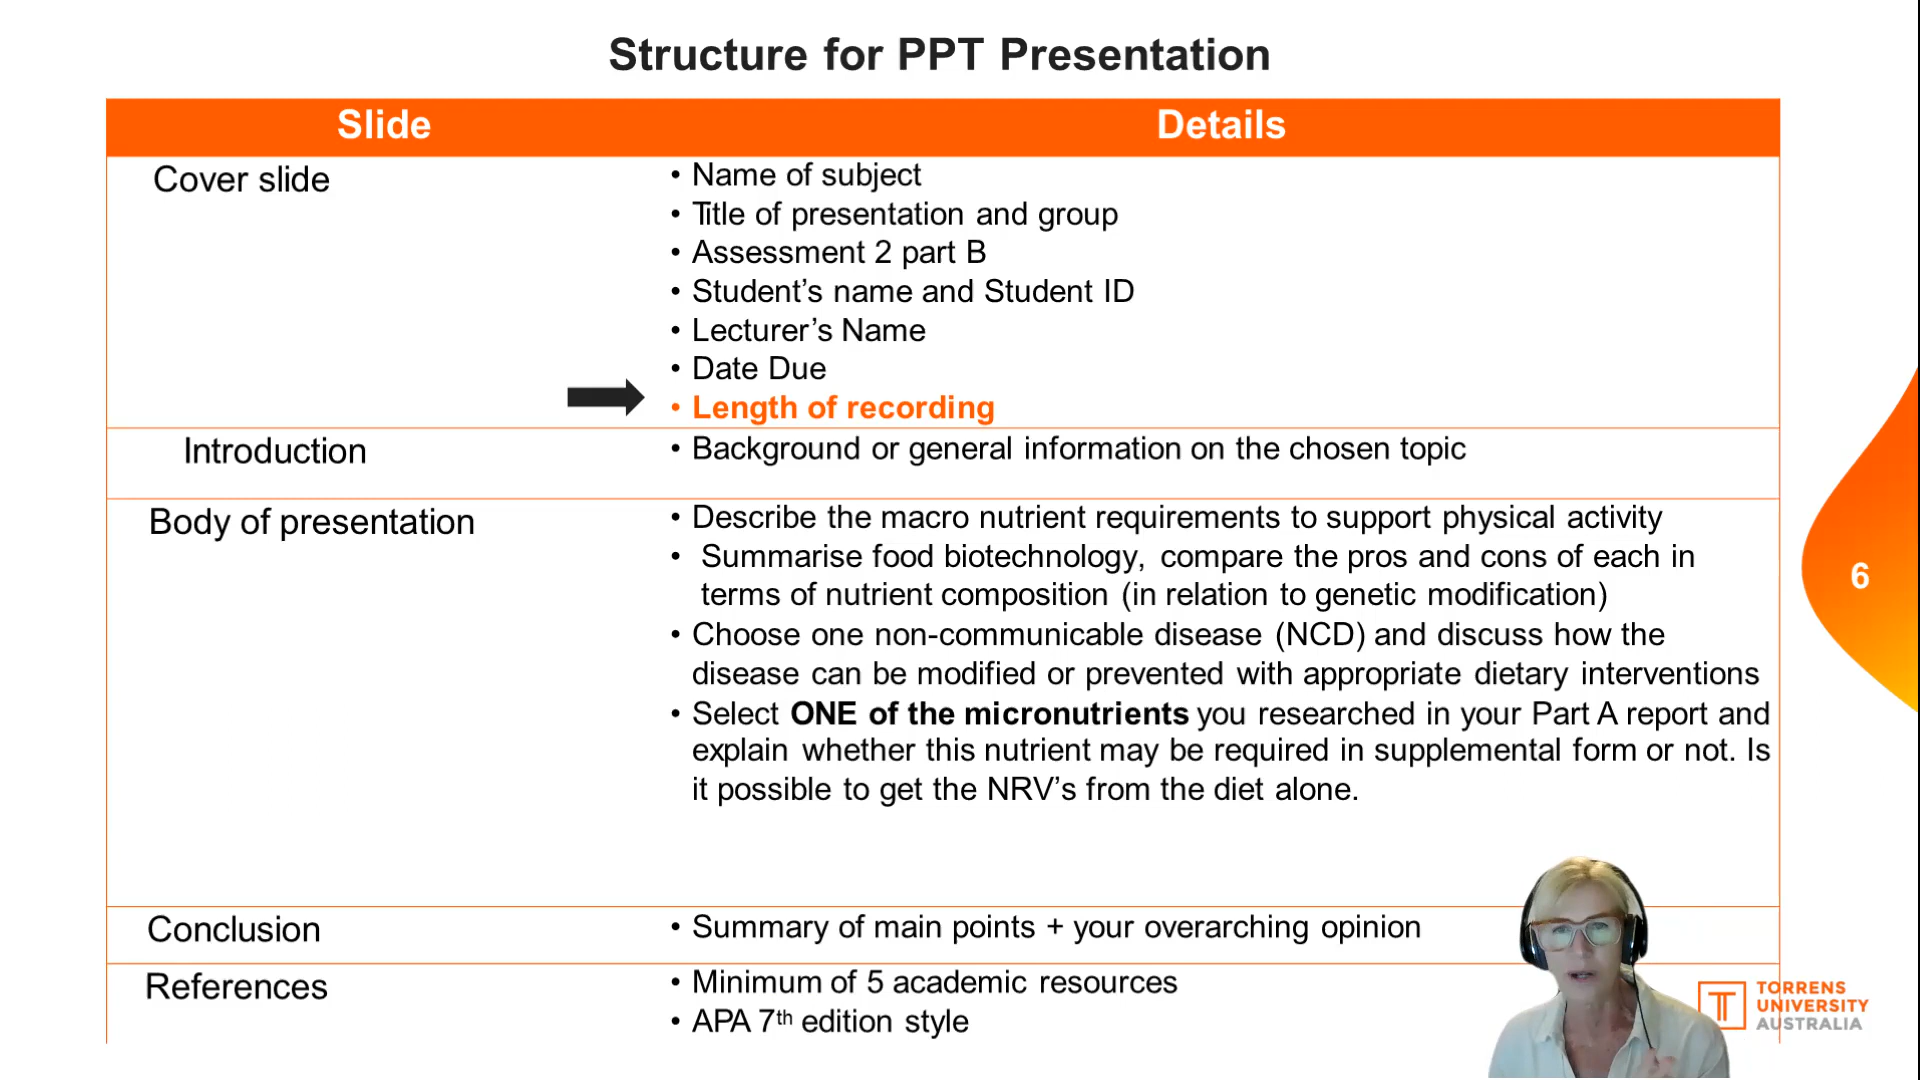 Structure for PPT Presentation
Slide
Details
Cover slide
• Name of subject
• Title of presentation and group
• Assessment 2 part B
• Student’s name and Student ID
• Lecturer’s Name
• Date Due
• Length of recording
Introduction
• Background or general information on the chosen topic
Body of presentation
• Describe the macro nutrient requirements to support physical activity
• Summarise food biotechnology, compare the pros and cons of each in
terms of nutrient composition (in relation to genetic modification)
• Choose one non-communicable disease (NCD) and discuss how the
disease can be modified or prevented with appropriate dietary interventions
• Select ONE of the micronutrients you researched in your Part A report and
explain whether this nutrient may be required in supplemental form or not. Is
it possible to get the NRV’s from the diet alone.
6
Conclusion
• Summary of main points + your overarching opinion
References
• Minimum of 5 academic resources
• APA 7th edition style
TORRENS
UNIVERSITY
AUSTRALIA